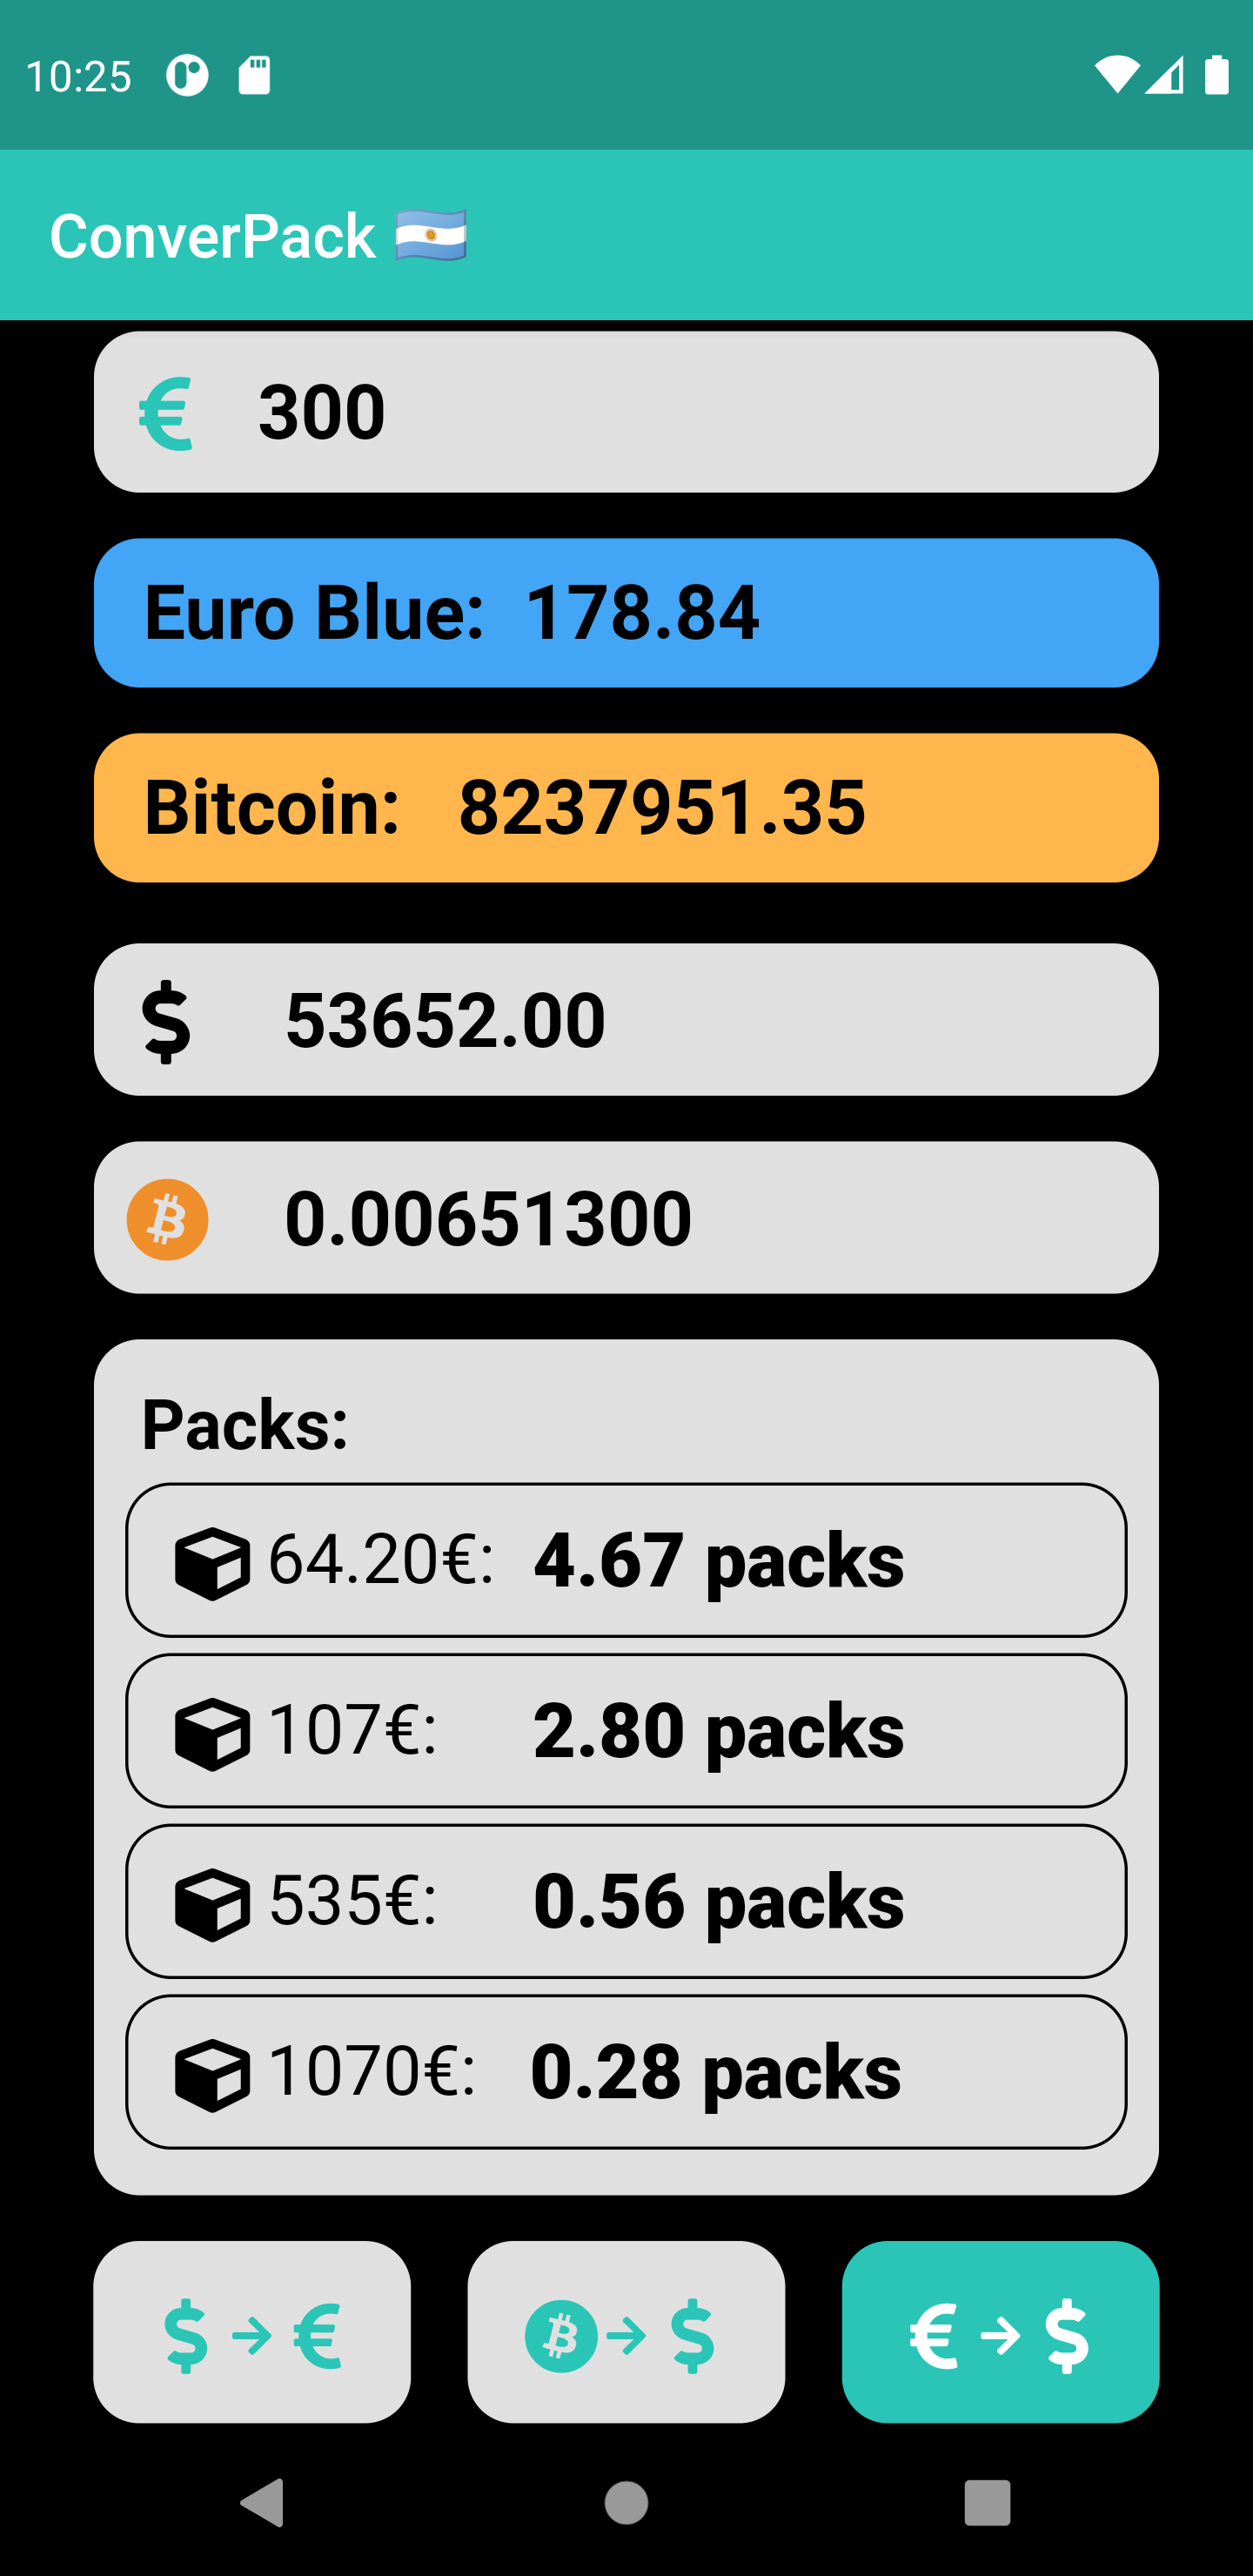 10:25
ConverPack 🇦🇷
€ 300
Euro Blue: 178.84
Bitcoin: 8237951.35
$ 53652.00
₿ 0.00651300
Packs:
64.20€: 4.67 packs
107€: 2.80 packs
535€: 0.56 packs
1070€: 0.28 packs
$ → € ₿ → $ € → $